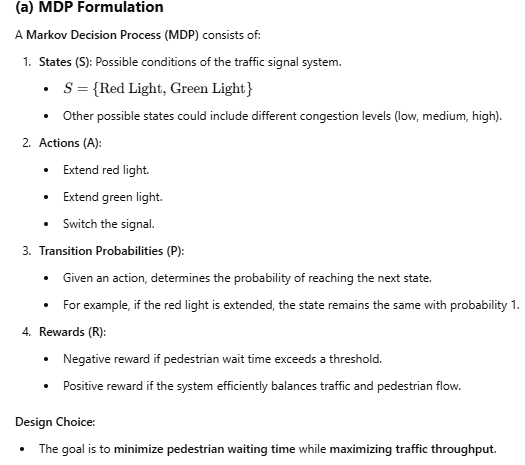 (a) MDP Formulation
A Markov Decision Process (MDP) consists of:
1. States (S): Possible conditions of the traffic signal system.
• S = {Red Light, Green Light}
• Other possible states could include different congestion levels (low, medium, high).
2. Actions (A):
• Extend red light.
• Extend green light.
• Switch the signal.
3. Transition Probabilities (P):
• Given an action, determines the probability of reaching the next state.
• For example, if the red light is extended, the state remains the same with probability 1.
4. Rewards (R):
• Negative reward if pedestrian wait time exceeds a threshold.
• Positive reward if the system efficiently balances traffic and pedestrian flow.
Design Choice:
• The goal is to minimize pedestrian waiting time while maximizing traffic throughput.